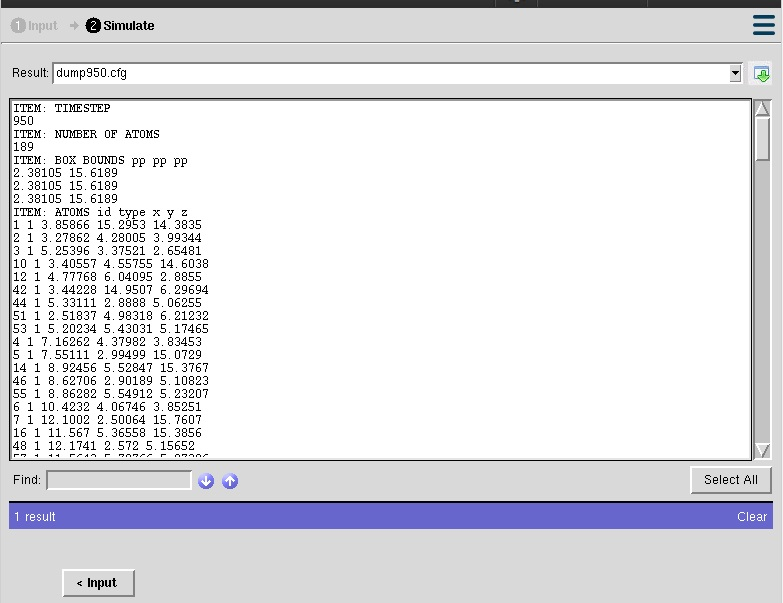 1 Input → 2 Simulate
Result: dump950.cfg
ITEM: TIMESTEP
950
ITEM: NUMBER OF ATOMS
189
ITEM: BOX BOUNDS pp pp pp
2.38105 15.6189
2.38105 15.6189
2.38105 15.6189
ITEM: ATOMS id type x y z
1 1 3.85866 15.2953 14.3835
2 1 3.27862 4.28005 3.99344
3 1 5.25396 3.37521 2.65481
10 1 3.40557 4.55755 14.6038
12 1 4.77768 6.04095 2.8855
42 1 3.44228 14.9507 6.29694
44 1 5.33111 2.8888 5.06255
51 1 2.51837 4.98318 6.21232
53 1 5.20234 5.43031 5.17465
4 1 7.16262 4.37982 3.83453
5 1 7.55111 2.99499 15.0729
14 1 8.92456 5.52847 15.3767
46 1 8.62706 2.90189 5.10823
55 1 8.86282 5.54912 5.23207
6 1 10.4232 4.06746 3.85251
7 1 12.1002 2.50064 15.7607
16 1 11.567 5.36558 15.3856
48 1 12.1741 2.572 5.15652
Find:
Select All
1 result
Clear
< Input